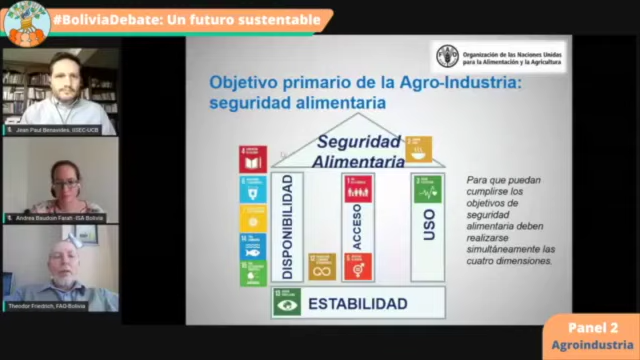 #BoliviaDebate: Un futuro sustentable
Organización de las Naciones Unidas
para la Alimentación y la Agricultura
Objetivo primario de la Agro-Industria:
seguridad alimentaria
Jean Paul Benavides, IISEC-UCB
Andrea Baudoin Farah -ISA Bolivia
Theodor Friedrich, FAO-Bolivia
Seguridad
Alimentaria
DISPONIBILIDAD
ACCESO
USO
ESTABILIDAD
Para que puedan
cumplirse los
objetivos de
seguridad
alimentaria deben
realizarse
simultáneamente las
cuatro dimensiones.
Panel 2
Agroindustria